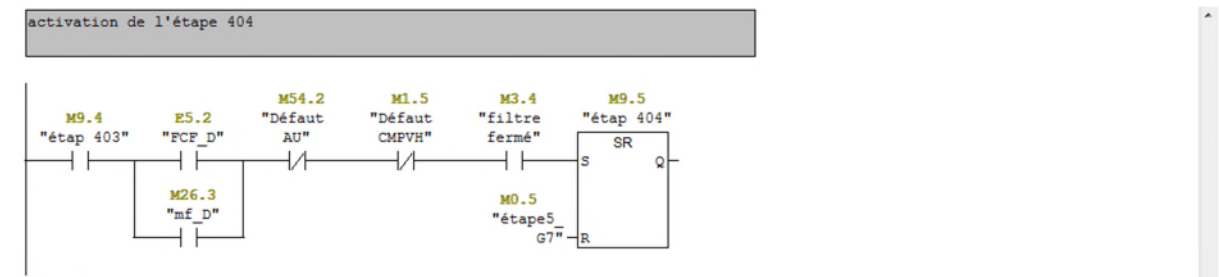 activation de l'étape 404
M54.2 M1.5 M3.4 M9.5
M9.4 E5.2 "Défaut "Défaut "filtre "étap 404"
"étap 403" "FCF_D" AU" CMPVH" fermé" SR
S Q
M26.3 M0.5
"mf_D" "étape5_
G7" R